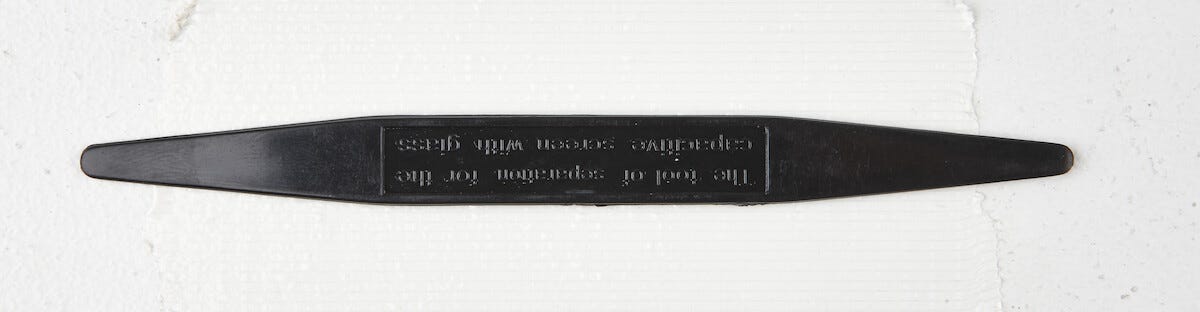 The tool of separation for the
capacitive screen with glass